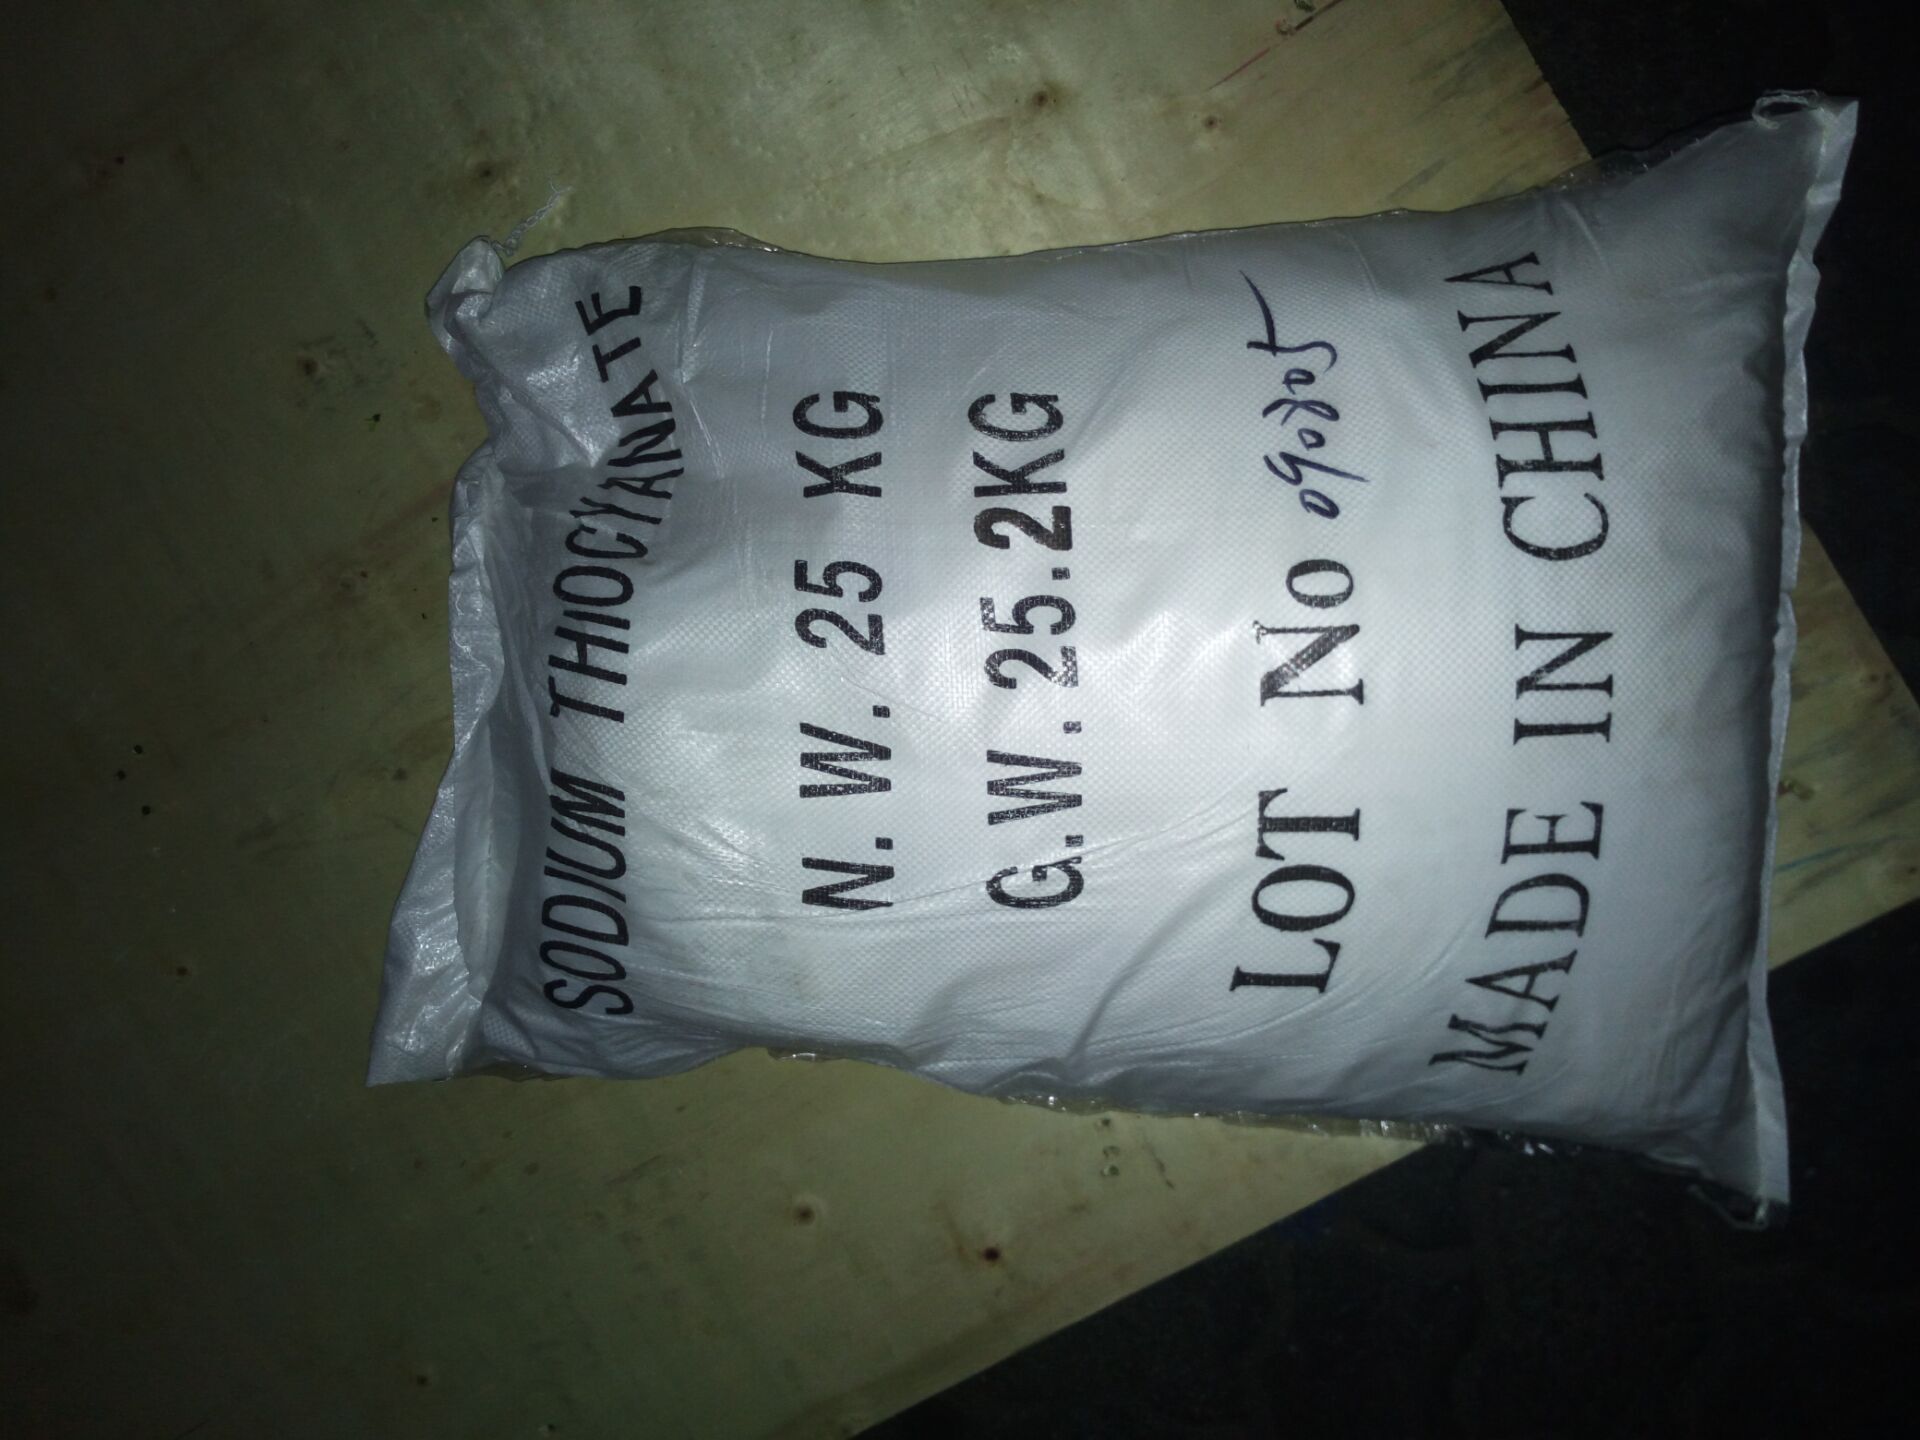 SODIUM THIOCYANATE
N. W. 25 KG
G.W. 25.2KG
LOT No
MADE IN CHINA